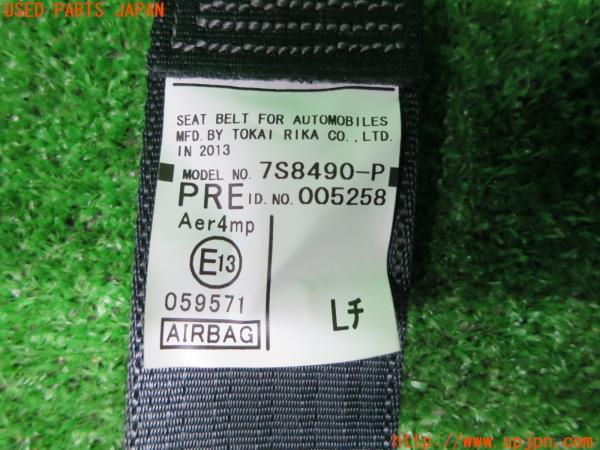 USED PARTS JAPAN
SEAT BELT FOR AUTOMOBILES
MFD. BY TOKAI RIKA CO., LTD.
IN 2013
MODEL NO. 7S8490-P
PRE ID. NO. 005258
Aer4mp
E13
059571
Lチ
AIRBAG
https://www.upjpn.com